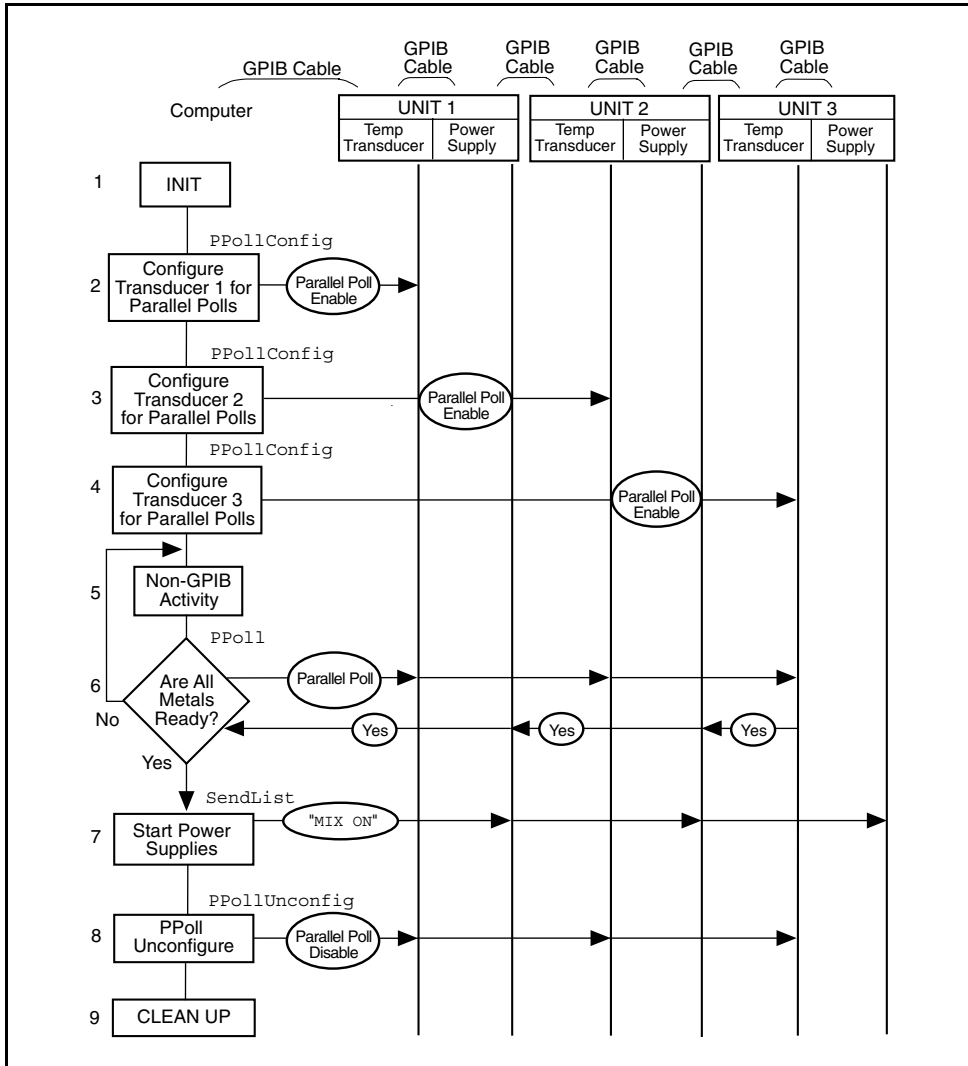 GPIB Cable
GPIB
Cable
GPIB
Cable
GPIB
Cable
GPIB
Cable
GPIB
Cable
Computer
UNIT 1
Temp
Transducer
Power
Supply
UNIT 2
Temp
Transducer
Power
Supply
UNIT 3
Temp
Transducer
Power
Supply
1
INIT
PPollConfig
2
Configure
Transducer 1 for
Parallel Polls
Parallel Poll
Enable
PPollConfig
3
Configure
Transducer 2
for Parallel Polls
Parallel Poll
Enable
PPollConfig
4
Configure
Transducer 3
for Parallel Polls
Parallel Poll
Enable
5
Non-GPIB
Activity
PPoll
6
Are All
Metals
Ready?
Parallel Poll
No
Yes
Yes
Yes
Yes
SendList
7
Start Power
Supplies
"MIX ON"
PPollUnconfig
8
PPoll
Unconfigure
Parallel Poll
Disable
9
CLEAN UP